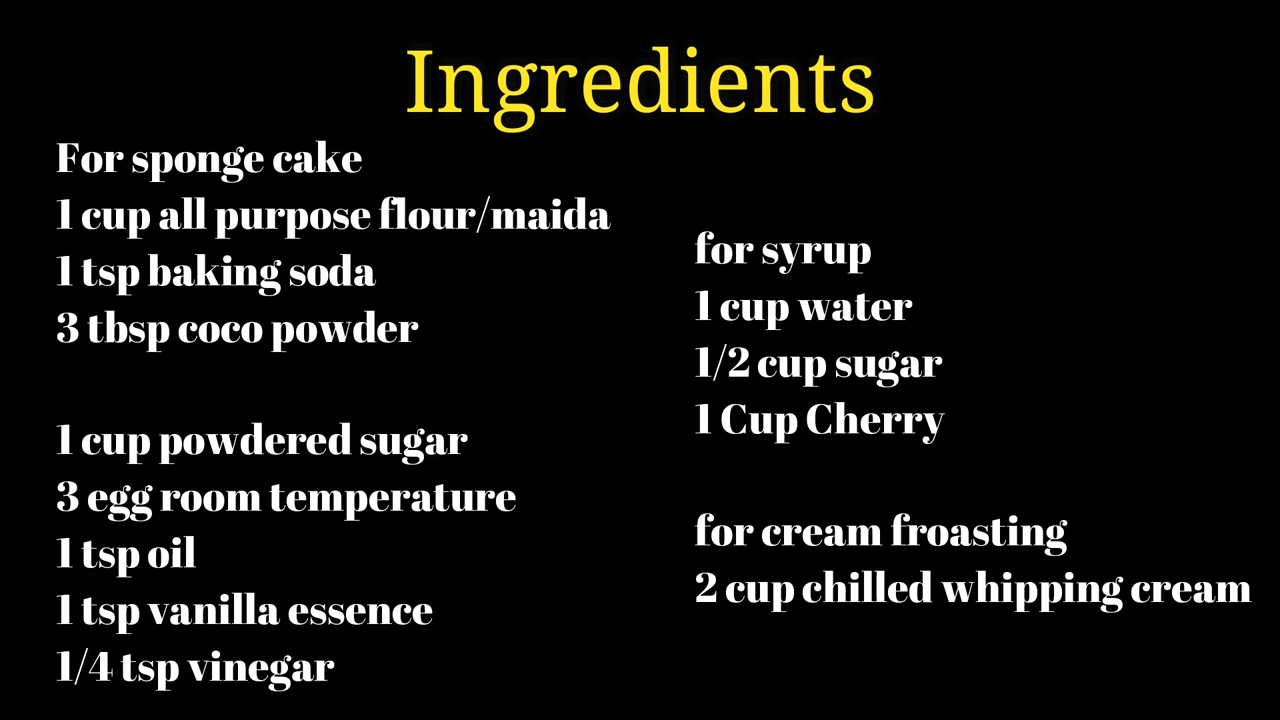 Ingredients
For sponge cake
1 cup all purpose flour/maida
1 tsp baking soda
3 tbsp coco powder
1 cup powdered sugar
3 egg room temperature
1 tsp oil
1 tsp vanilla essence
1/4 tsp vinegar
for syrup
1 cup water
1/2 cup sugar
1 Cup Cherry
for cream froasting
2 cup chilled whipping cream